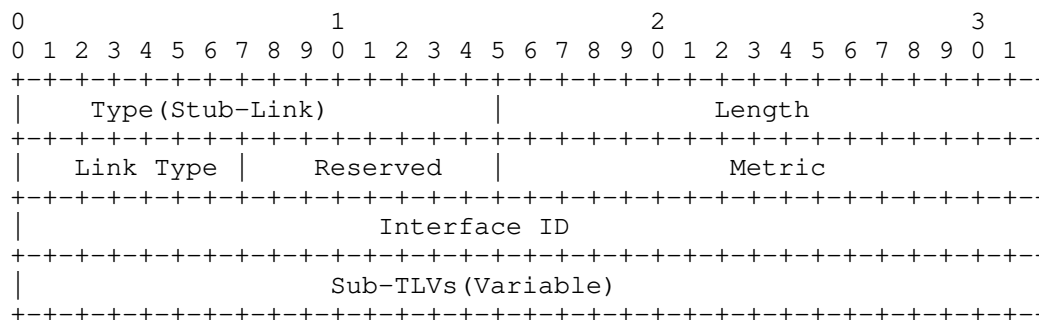 0                   1                   2                   3
0 1 2 3 4 5 6 7 8 9 0 1 2 3 4 5 6 7 8 9 0 1 2 3 4 5 6 7 8 9 0 1
+-+-+-+-+-+-+-+-+-+-+-+-+-+-+-+-+-+-+-+-+-+-+-+-+-+-+-+-+-+-+-+-
|    Type(Stub-Link)          |             Length
+-+-+-+-+-+-+-+-+-+-+-+-+-+-+-+-+-+-+-+-+-+-+-+-+-+-+-+-+-+-+-+-
|   Link Type |    Reserved   |              Metric
+-+-+-+-+-+-+-+-+-+-+-+-+-+-+-+-+-+-+-+-+-+-+-+-+-+-+-+-+-+-+-+-
|                      Interface ID
+-+-+-+-+-+-+-+-+-+-+-+-+-+-+-+-+-+-+-+-+-+-+-+-+-+-+-+-+-+-+-+-
|                   Sub-TLVs(Variable)
+-+-+-+-+-+-+-+-+-+-+-+-+-+-+-+-+-+-+-+-+-+-+-+-+-+-+-+-+-+-+-+-